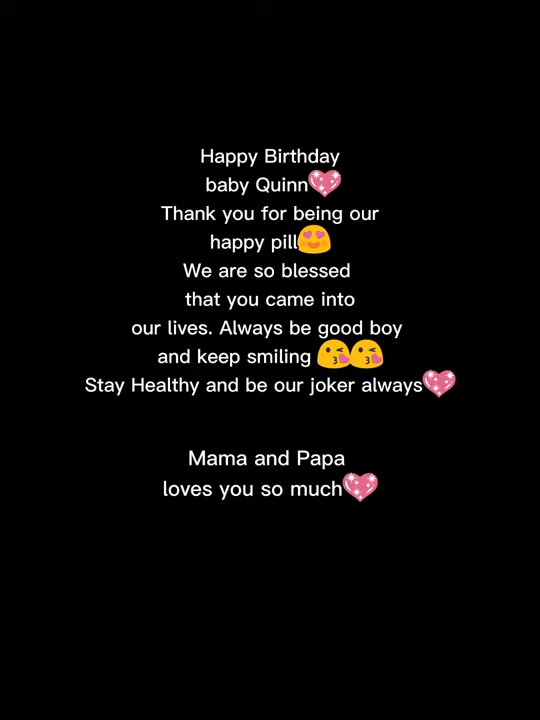 Happy Birthday
baby Quinn💖
Thank you for being our
happy pill😍
We are so blessed
that you came into
our lives. Always be good boy
and keep smiling 😘😘
Stay Healthy and be our joker always💖
Mama and Papa
loves you so much💖